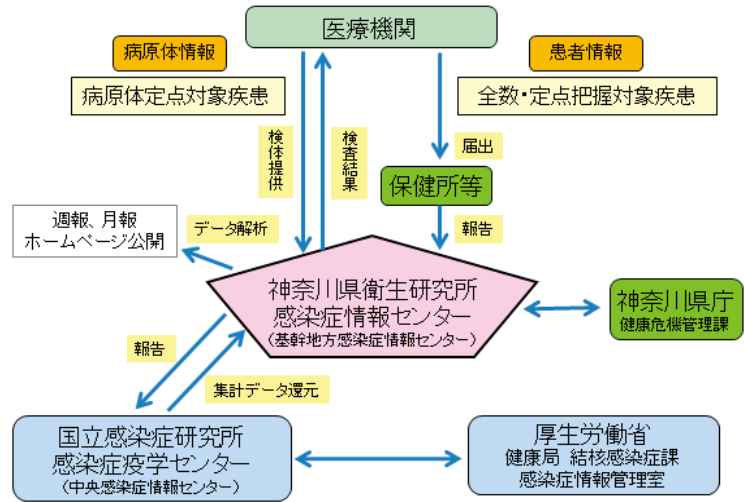 医療機関
病原体情報
患者情報
病原体定点対象疾患
全数・定点把握対象疾患
検体提供
検査結果
届出
保健所等
週報、月報
ホームページ公開
データ解析
報告
神奈川県衛生研究所
感染症情報センター
（基幹地方感染症情報センター）
神奈川県庁
健康危機管理課
報告
集計データ還元
国立感染症研究所
感染症疫学センター
（中央感染症情報センター）
厚生労働省
健康局 結核感染症課
感染症情報管理室